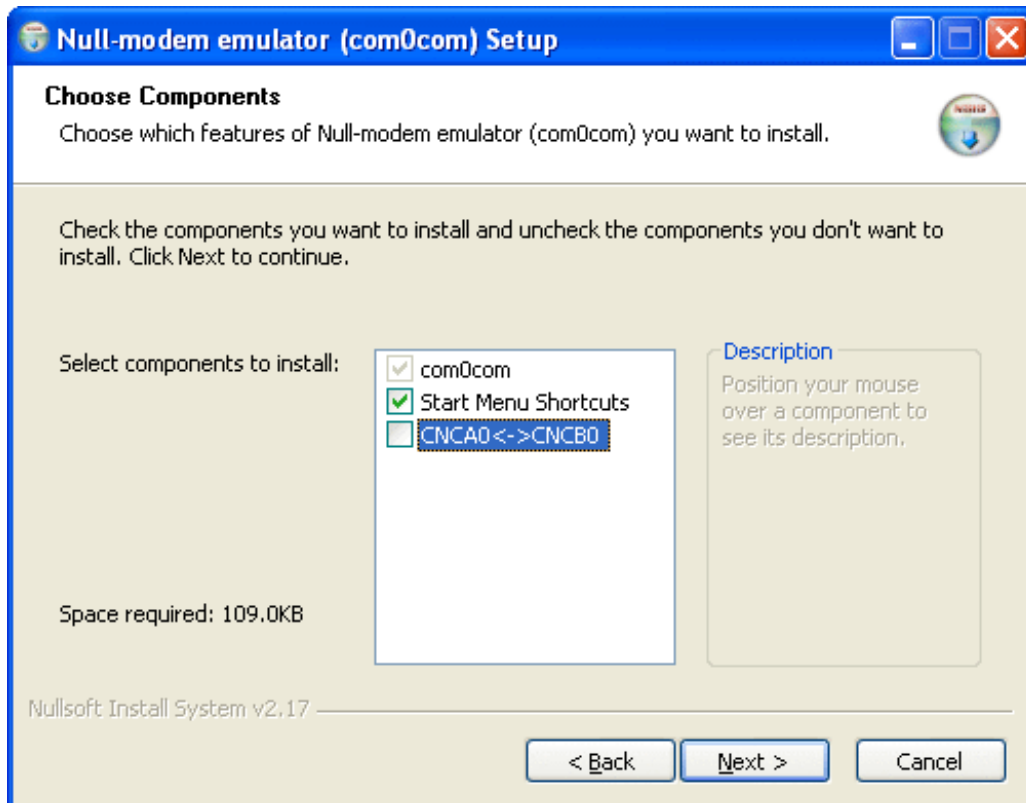 Null-modem emulator (com0com) Setup
Choose Components
Choose which features of Null-modem emulator (com0com) you want to install.
Check the components you want to install and uncheck the components you don't want to
install. Click Next to continue.
Select components to install:
com0com
Start Menu Shortcuts
CNCA0<->CNCB0
Description
Position your mouse
over a component to
see its description.
Space required: 109.0KB
Nullsoft Install System v2.17
< Back
Next >
Cancel